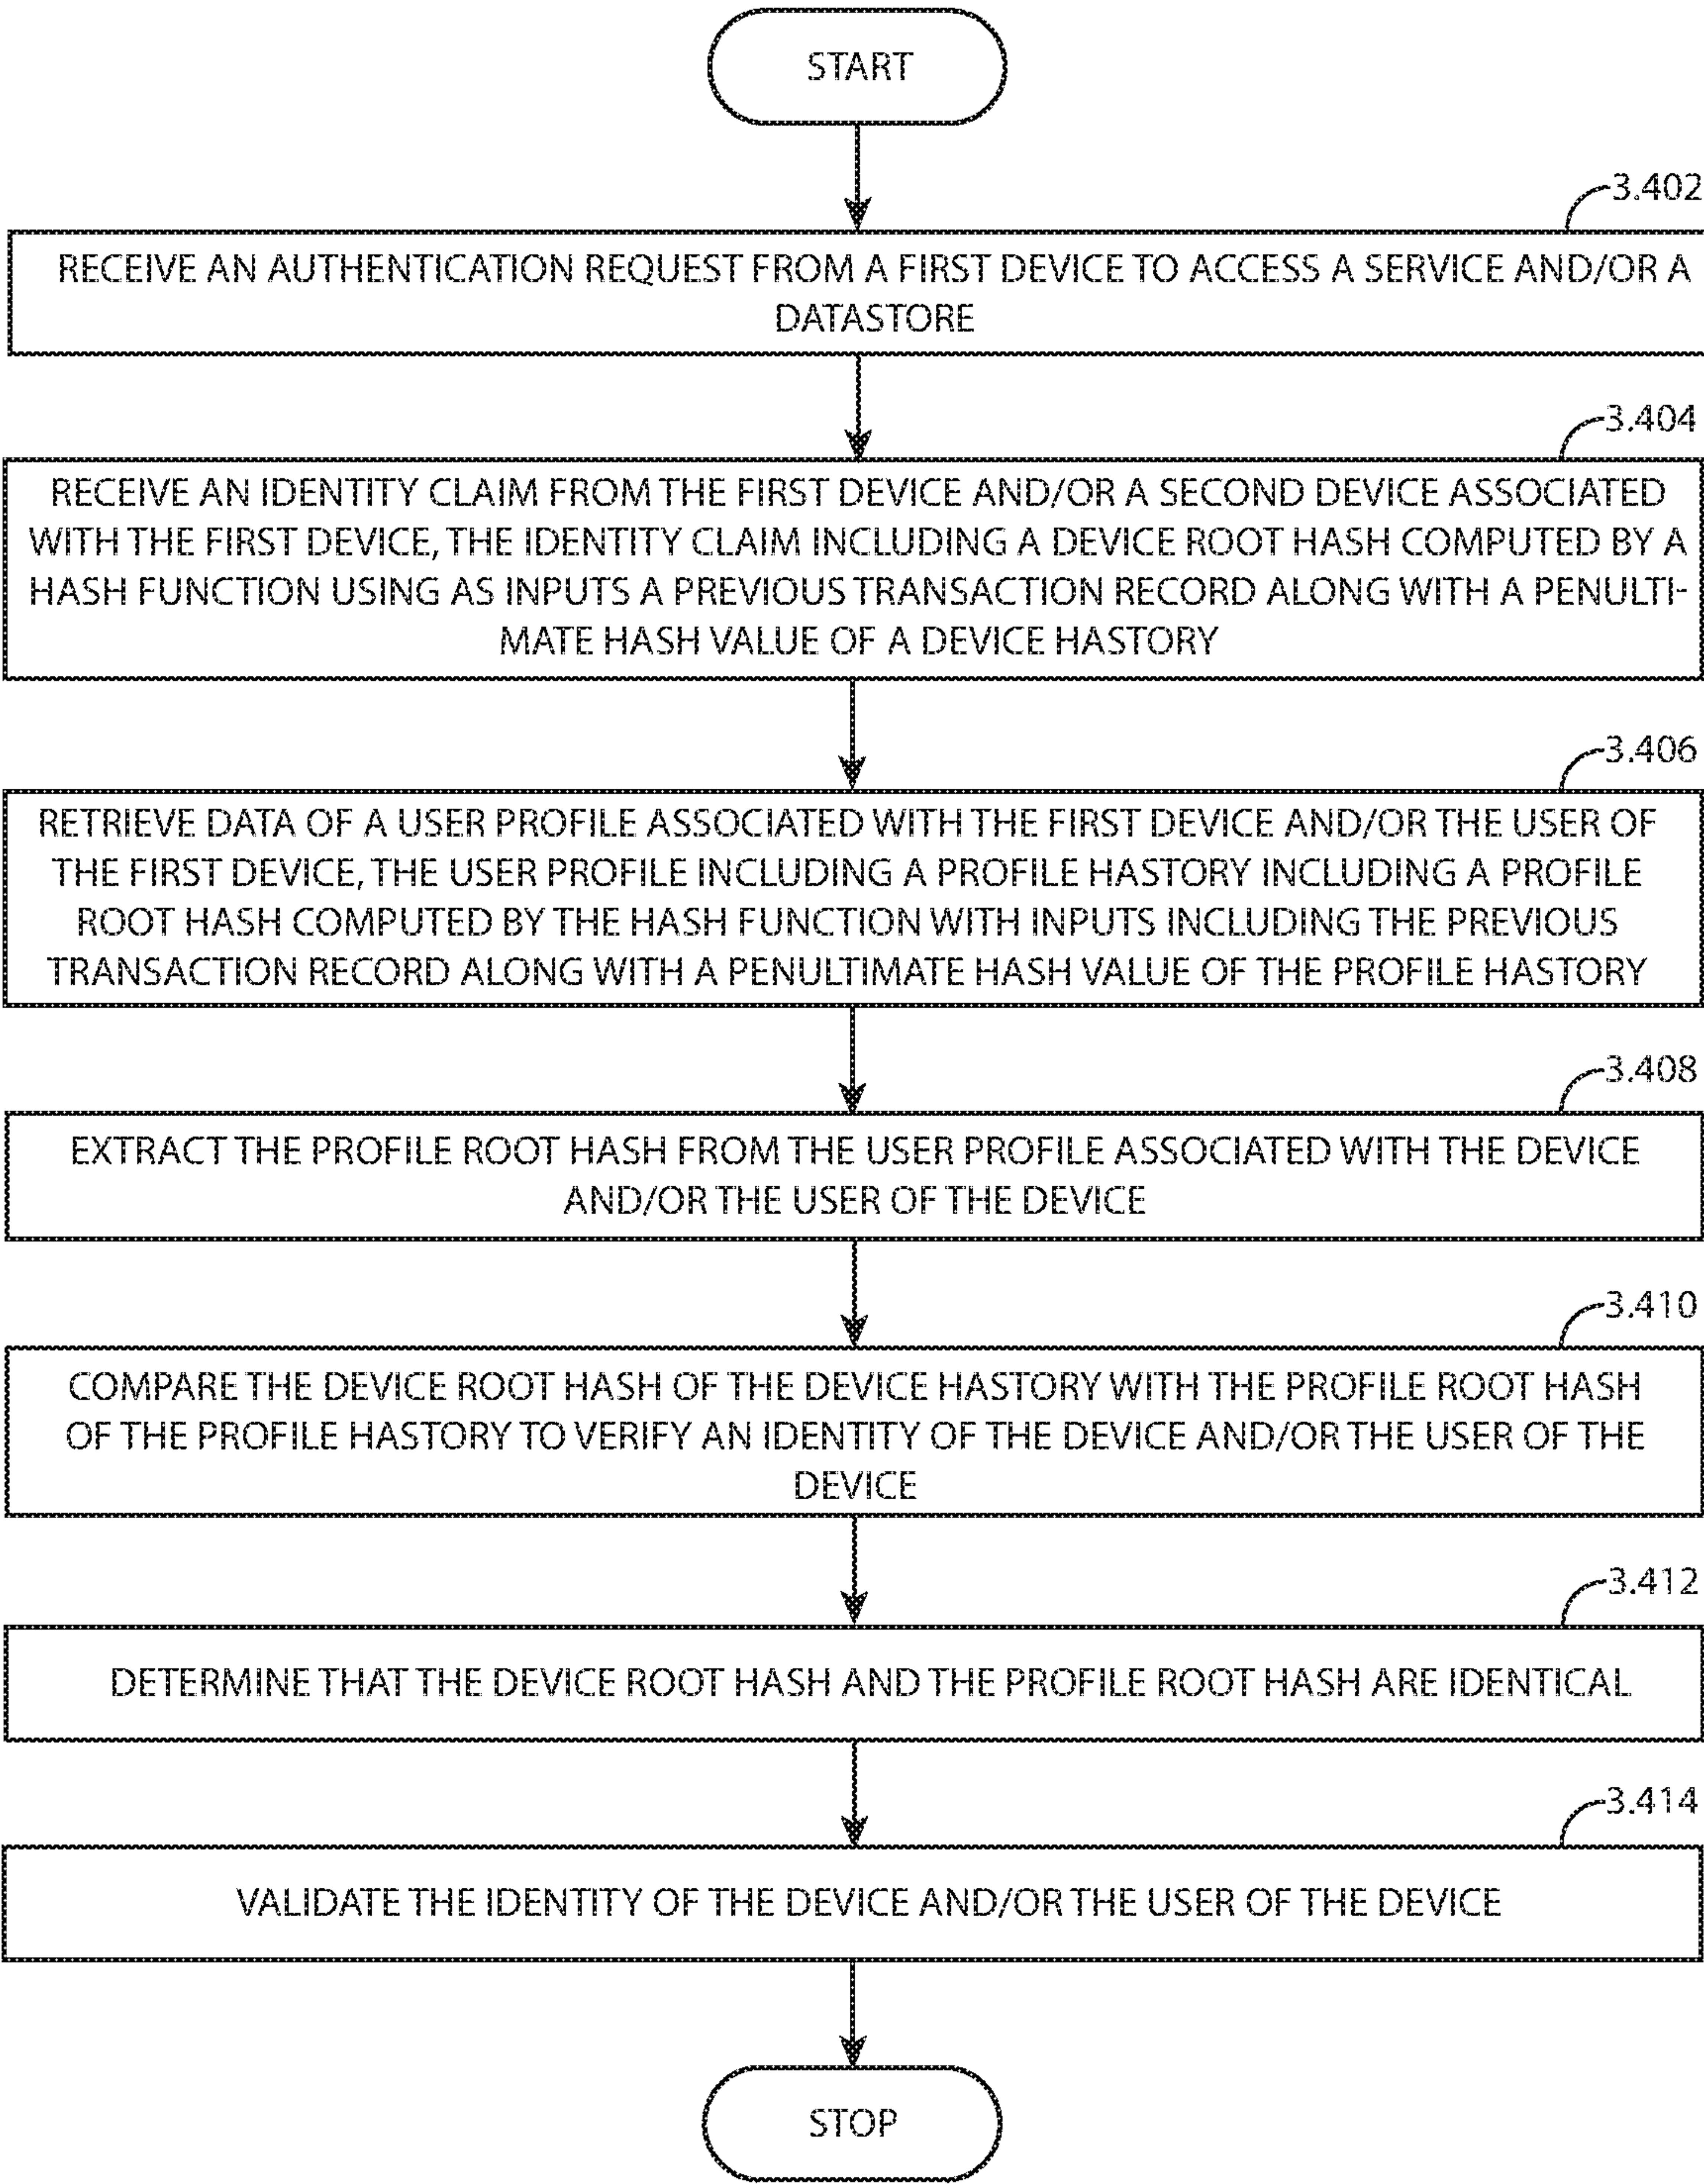 START
3.402
RECEIVE AN AUTHENTICATION REQUEST FROM A FIRST DEVICE TO ACCESS A SERVICE AND/OR A
DATASTORE
3.404
RECEIVE AN IDENTITY CLAIM FROM THE FIRST DEVICE AND/OR A SECOND DEVICE ASSOCIATED
WITH THE FIRST DEVICE, THE IDENTITY CLAIM INCLUDING A DEVICE ROOT HASH COMPUTED BY A
HASH FUNCTION USING AS INPUTS A PREVIOUS TRANSACTION RECORD ALONG WITH A PENULTI-
MATE HASH VALUE OF A DEVICE HASTORY
3.406
RETRIEVE DATA OF A USER PROFILE ASSOCIATED WITH THE FIRST DEVICE AND/OR THE USER OF
THE FIRST DEVICE, THE USER PROFILE INCLUDING A PROFILE HASTORY INCLUDING A PROFILE
ROOT HASH COMPUTED BY THE HASH FUNCTION WITH INPUTS INCLUDING THE PREVIOUS
TRANSACTION RECORD ALONG WITH A PENULTIMATE HASH VALUE OF THE PROFILE HASTORY
3.408
EXTRACT THE PROFILE ROOT HASH FROM THE USER PROFILE ASSOCIATED WITH THE DEVICE
AND/OR THE USER OF THE DEVICE
3.410
COMPARE THE DEVICE ROOT HASH OF THE DEVICE HASTORY WITH THE PROFILE ROOT HASH
OF THE PROFILE HASTORY TO VERIFY AN IDENTITY OF THE DEVICE AND/OR THE USER OF THE
DEVICE
3.412
DETERMINE THAT THE DEVICE ROOT HASH AND THE PROFILE ROOT HASH ARE IDENTICAL
3.414
VALIDATE THE IDENTITY OF THE DEVICE AND/OR THE USER OF THE DEVICE
STOP